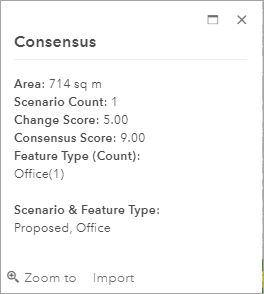 Consensus
Area: 714 sq m
Scenario Count: 1
Change Score: 5.00
Consensus Score: 9.00
Feature Type (Count):
Office(1)
Scenario & Feature Type:
Proposed, Office
Zoom to Import